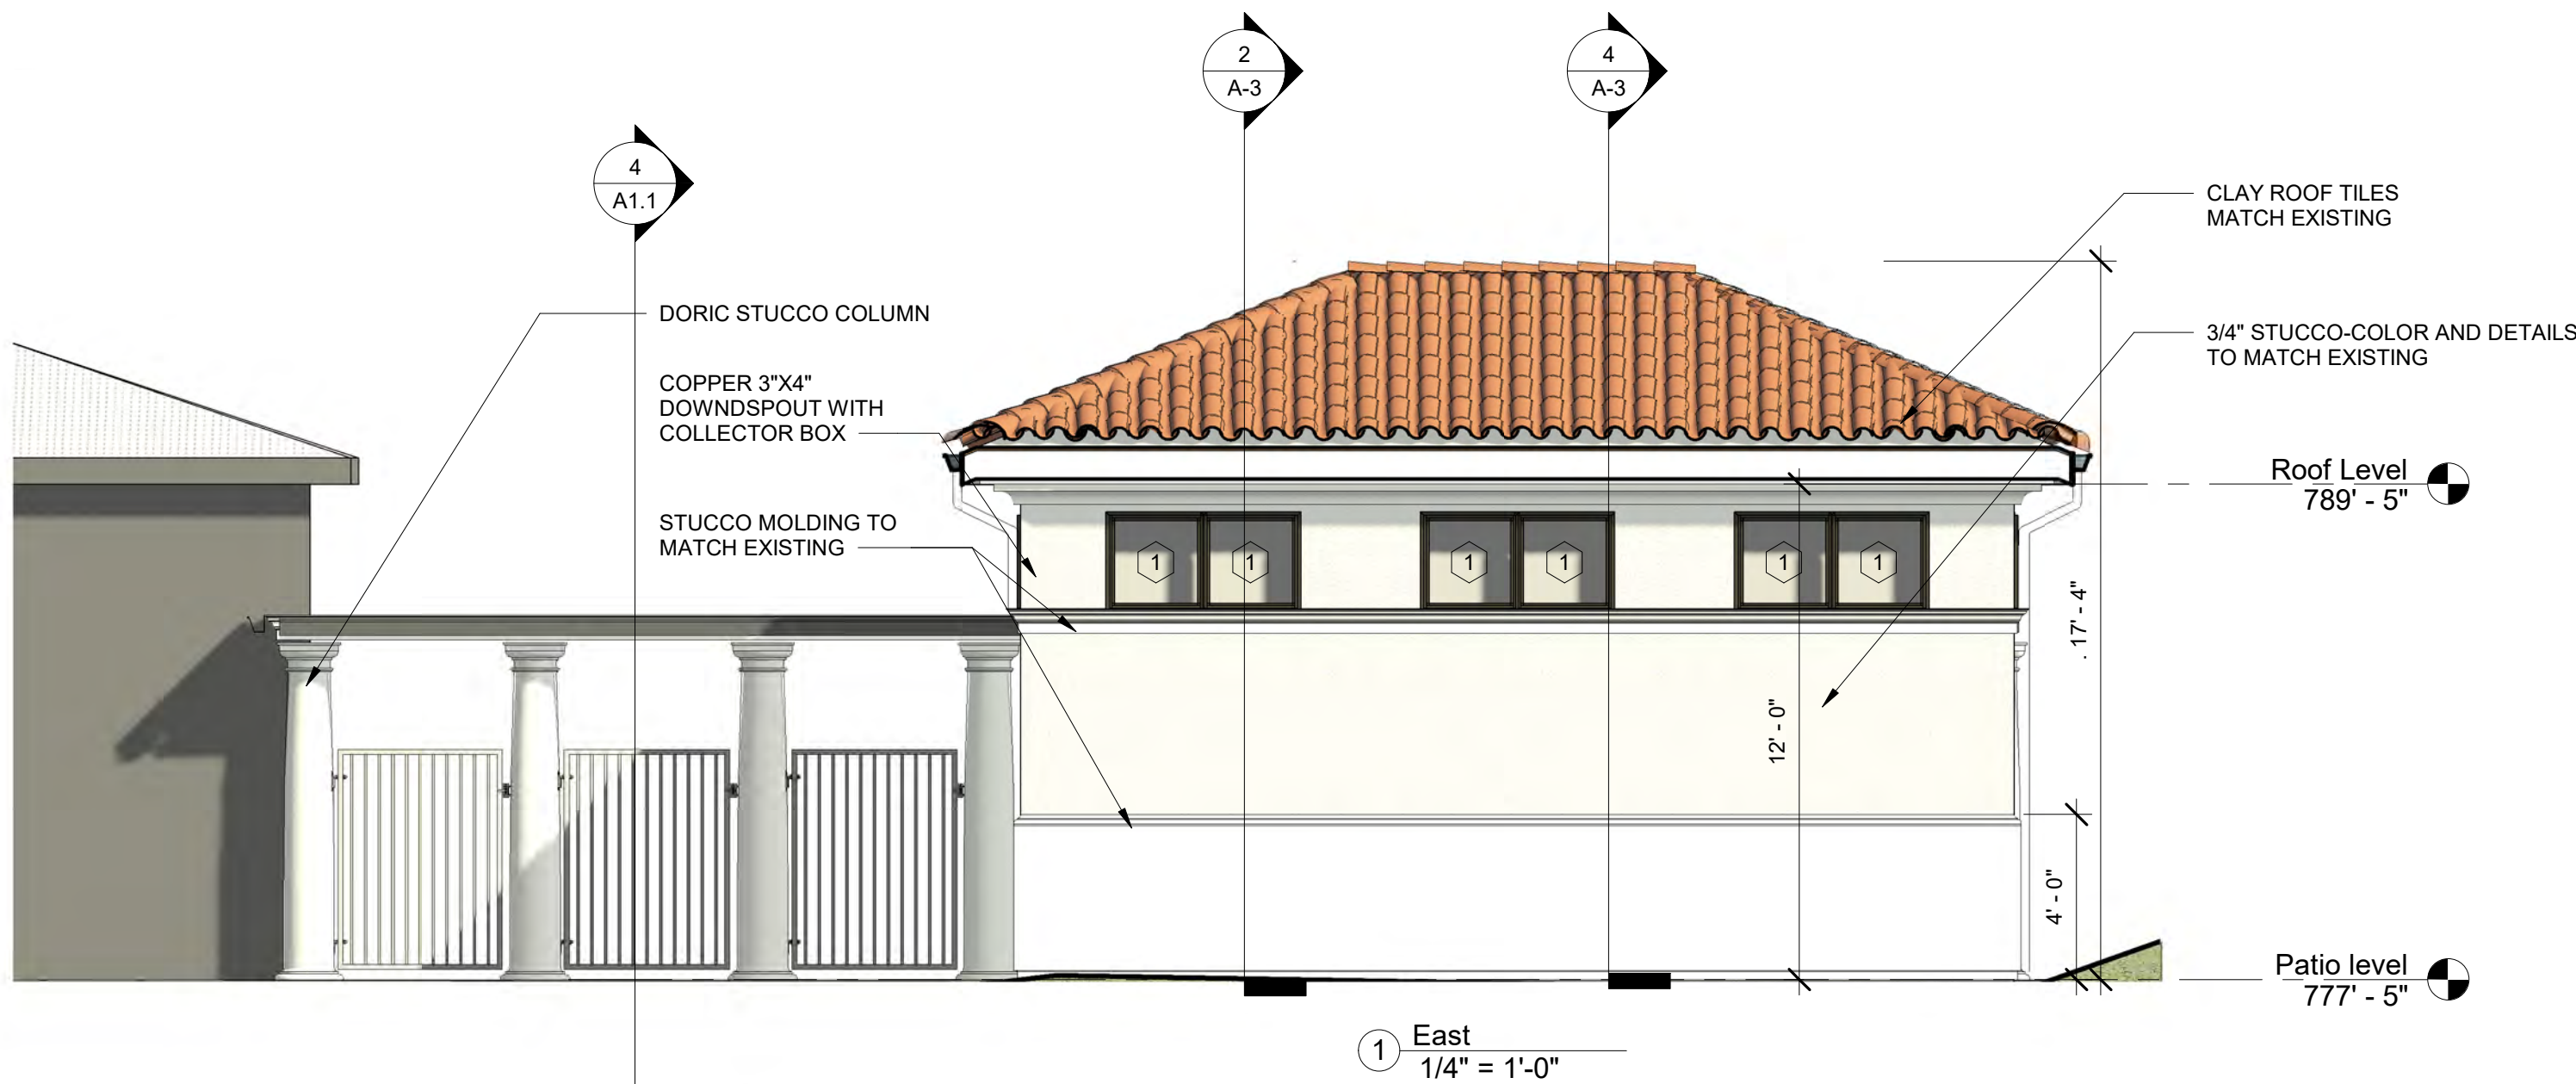 2
A-3
4
A-3
4
A1.1
CLAY ROOF TILES
MATCH EXISTING
DORIC STUCCO COLUMN
3/4" STUCCO-COLOR AND DETAILS
TO MATCH EXISTING
COPPER 3"X4"
DOWNDSPOUT WITH
COLLECTOR BOX
Roof Level
789' - 5"
STUCCO MOLDING TO
MATCH EXISTING
1
1
1
1
1
1
17' - 4"
12' - 0"
4' - 0"
Patio level
777' - 5"
1
East
1/4" = 1'-0"